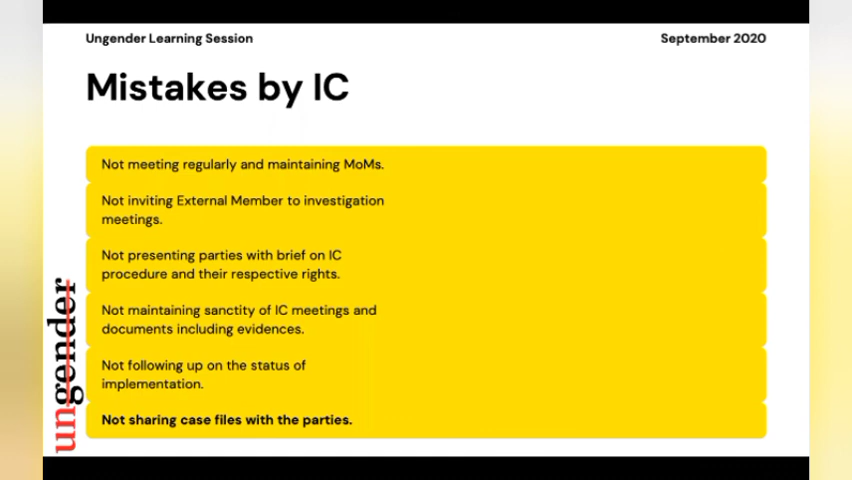 Ungender Learning Session
September 2020
Mistakes by IC
Not meeting regularly and maintaining MoMs.
Not inviting External Member to investigation
meetings.
Not presenting parties with brief on IC
procedure and their respective rights.
Not maintaining sanctity of IC meetings and
documents including evidences.
Not following up on the status of
implementation.
Not sharing case files with the parties.
ungender